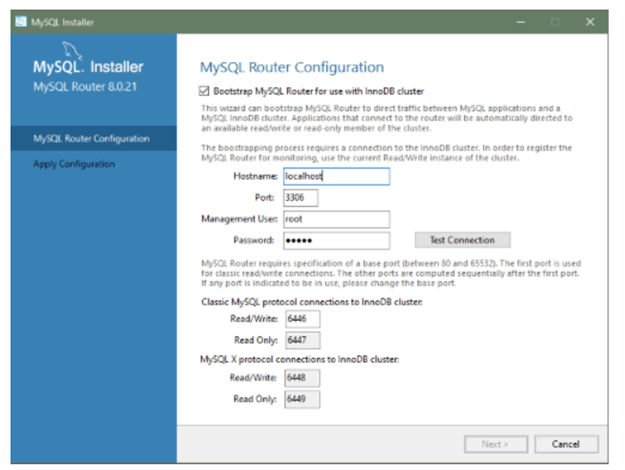 MySQL Installer
MySQL. Installer
MySQL Router 8.0.21
MySQL Router Configuration
Apply Configuration
MySQL Router Configuration
Bootstrap MySQL Router for use with InnoDB cluster
This wizard can bootstrap MySQL Router to direct traffic between MySQL applications and a
MySQL InnoDB cluster. Applications that connect to the router will be automatically directed to
an available read/write or read-only member of the cluster.
The boostrapping process requires a connection to the InnoDB cluster. In order to register the
MySQL Router for monitoring, use the current Read/Write instance of the cluster.
Hostname: localhost
Port: 3306
Management User: root
Password: •••••
Test Connection
MySQL Router requires specification of a base port (between 80 and 65532). The first port is used
for classic read/write connections. The other ports are computed sequentially after the first port.
If any port is indicated to be in use, please change the base port.
Classic MySQL protocol connections to InnoDB cluster:
Read/Write: 6446
Read Only: 6447
MySQL X protocol connections to InnoDB cluster:
Read/Write: 6448
Read Only: 6449
Next >
Cancel